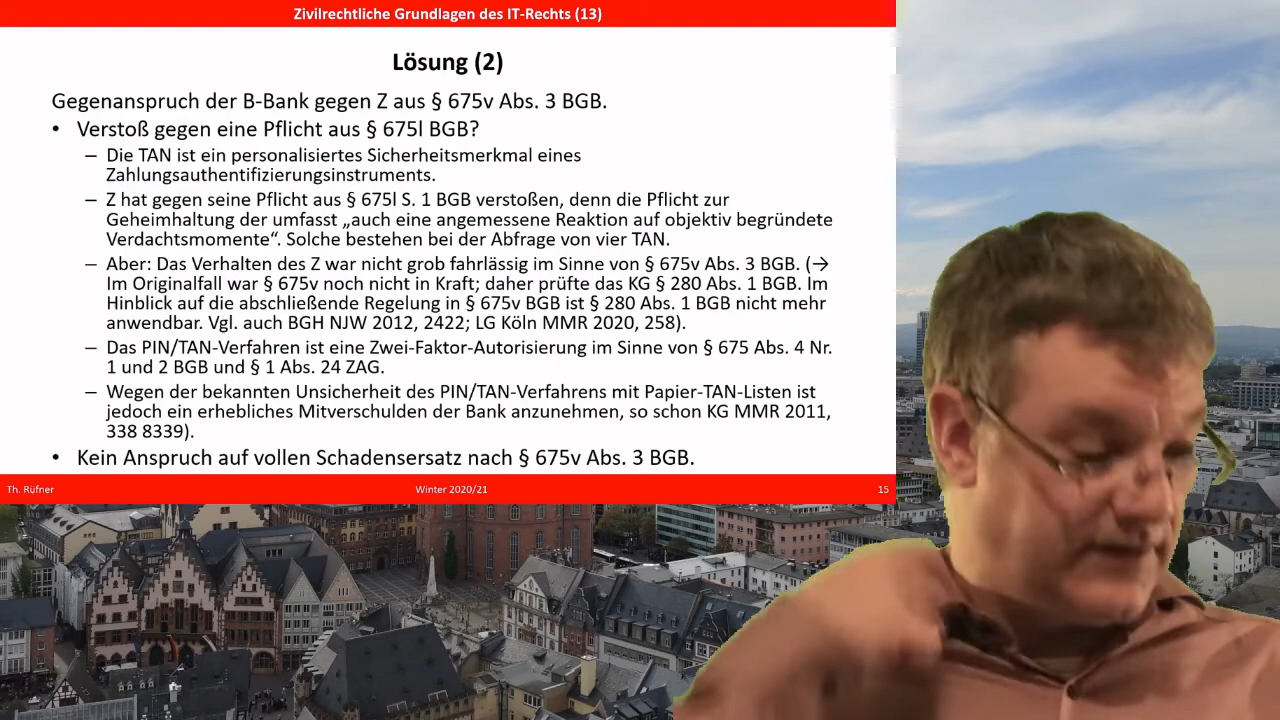 Zivilrechtliche Grundlagen des IT-Rechts (13)
Lösung (2)
Gegenanspruch der B-Bank gegen Z aus § 675v Abs. 3 BGB.
• Verstoß gegen eine Pflicht aus § 675l BGB?
– Die TAN ist ein personalisiertes Sicherheitsmerkmal eines
Zahlungsauthentifizierungsinstruments.
– Z hat gegen seine Pflicht aus § 675l S. 1 BGB verstoßen, denn die Pflicht zur
Geheimhaltung der umfasst „auch eine angemessene Reaktion auf objektiv begründete
Verdachtsmomente“. Solche bestehen bei der Abfrage von vier TAN.
– Aber: Das Verhalten des Z war nicht grob fahrlässig im Sinne von § 675v Abs. 3 BGB. (→
Im Originalfall war § 675v noch nicht in Kraft; daher prüfte das KG § 280 Abs. 1 BGB. Im
Hinblick auf die abschließende Regelung in § 675v BGB ist § 280 Abs. 1 BGB nicht mehr
anwendbar. Vgl. auch BGH NJW 2012, 2422; LG Köln MMR 2020, 258).
– Das PIN/TAN-Verfahren ist eine Zwei-Faktor-Autorisierung im Sinne von § 675 Abs. 4 Nr.
1 und 2 BGB und § 1 Abs. 24 ZAG.
– Wegen der bekannten Unsicherheit des PIN/TAN-Verfahrens mit Papier-TAN-Listen ist
jedoch ein erhebliches Mitverschulden der Bank anzunehmen, so schon KG MMR 2011,
338 8339).
• Kein Anspruch auf vollen Schadensersatz nach § 675v Abs. 3 BGB.
Th. Rüfner
Winter 2020/21
15